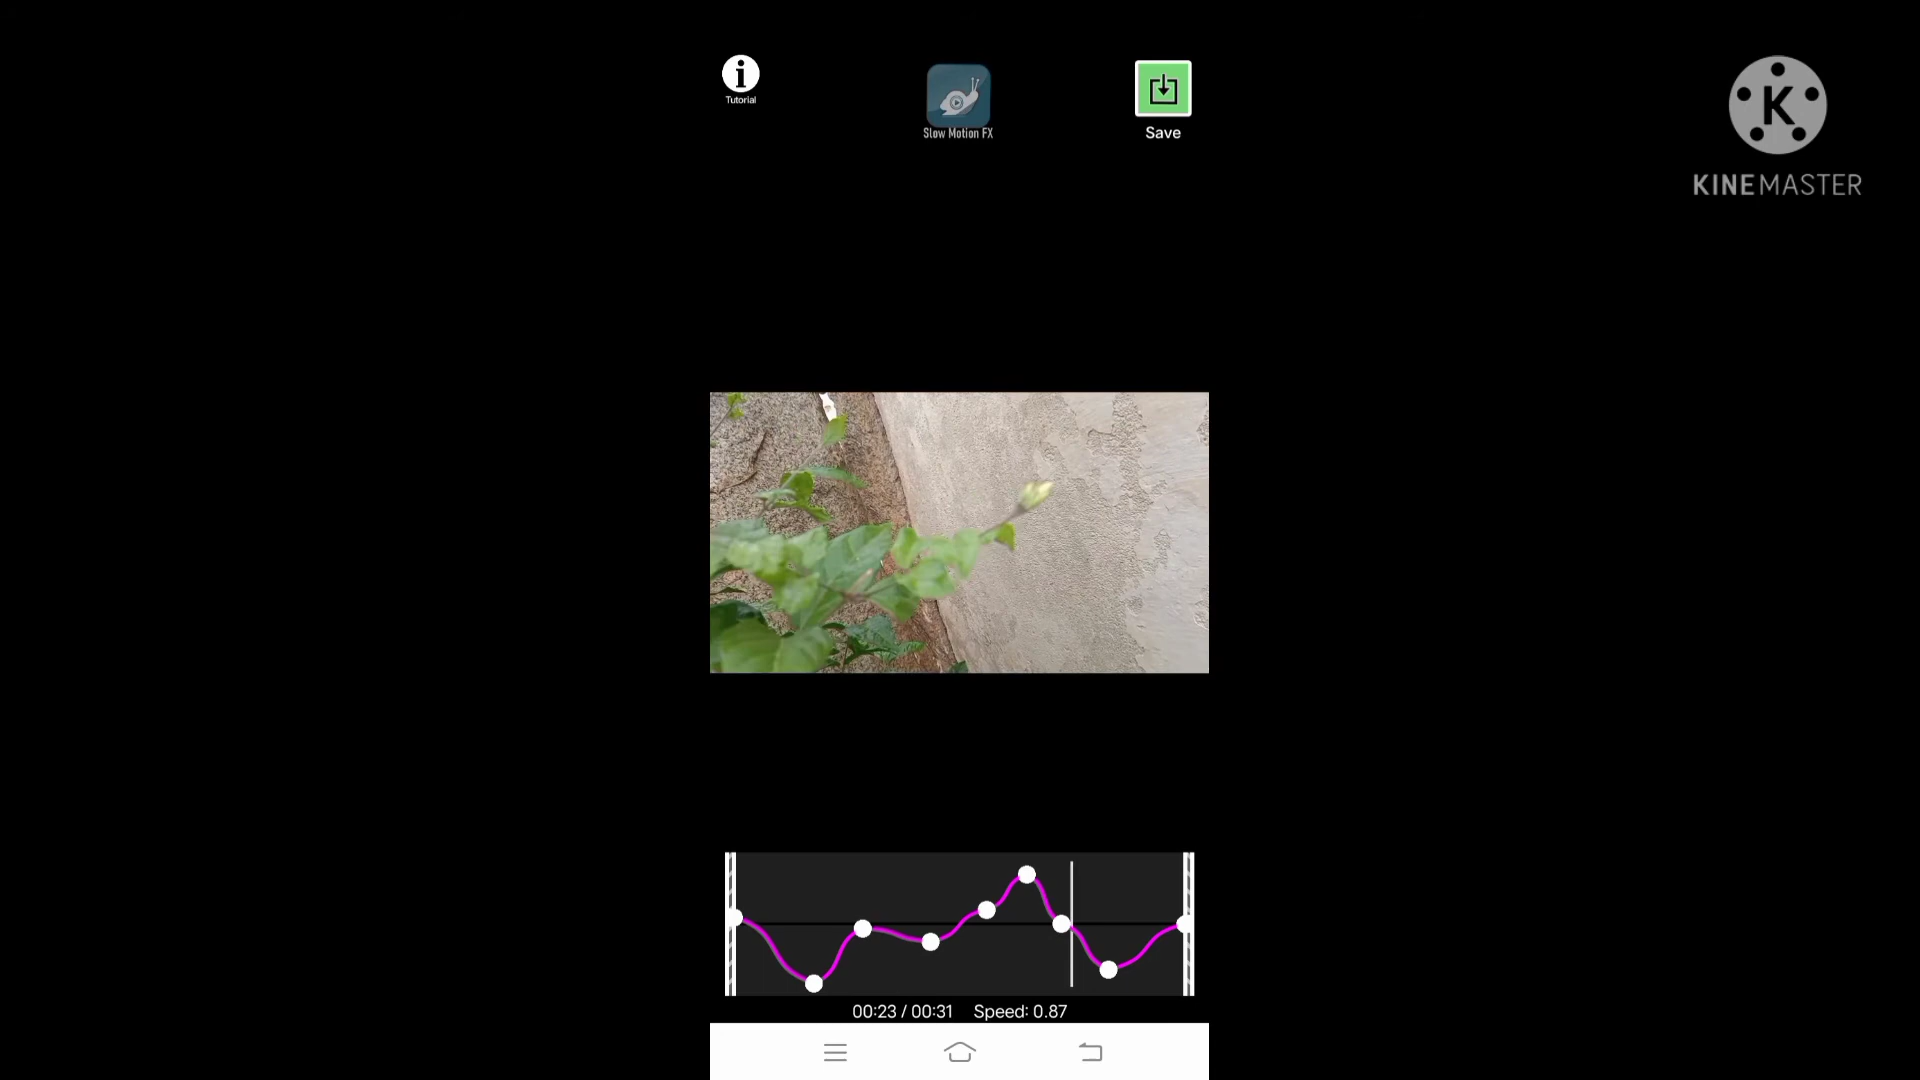 Tutorial
Slow Motion FX
Save
K
KINEMASTER
00:23 / 00:31 Speed: 0.87